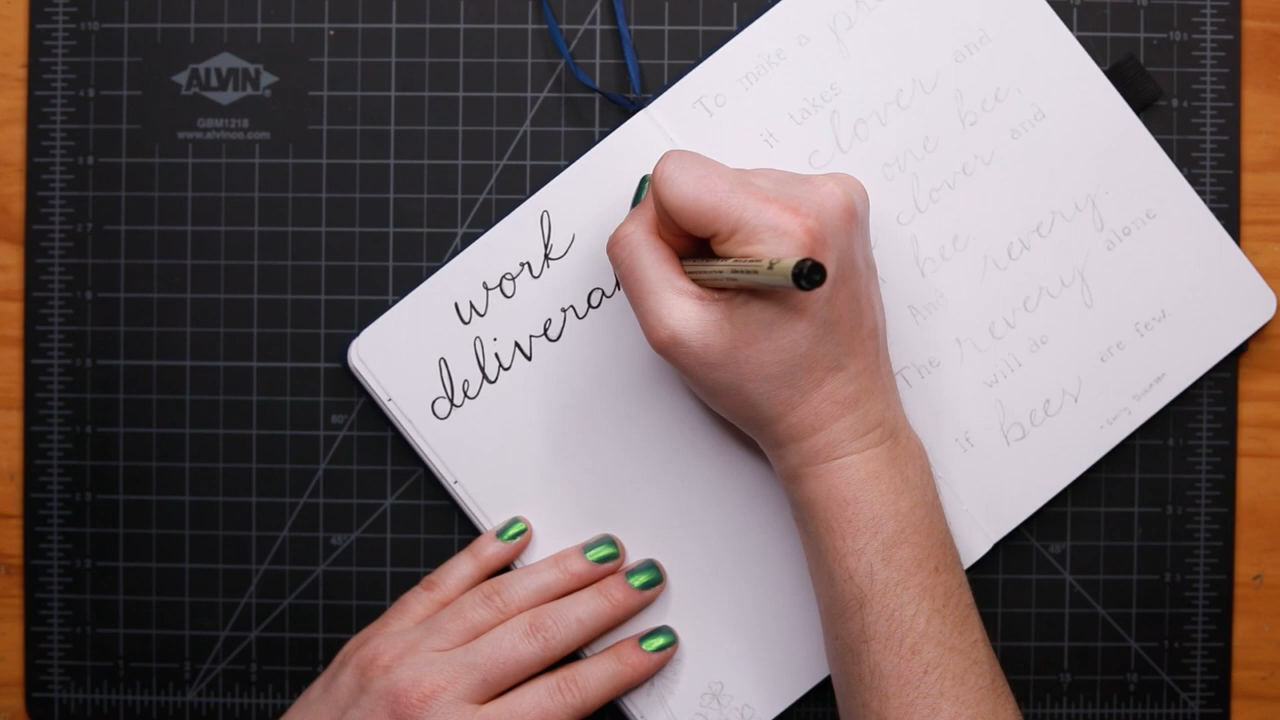 ALVIN
GBM1218
www.alvinco.com
work
deliveran
To make a
it takes
clover and
one bee,
clover and
bee.
And revery.
The revery alone
will do
If bees are few.